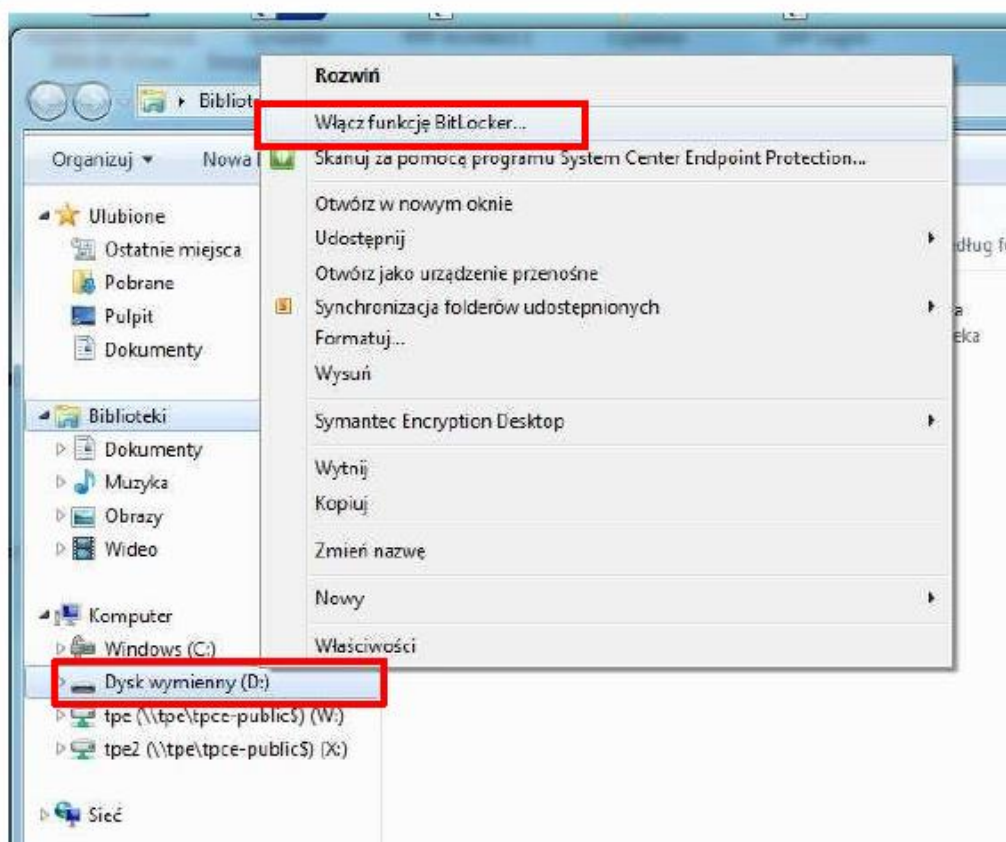 Rozwiń
Bibliot
Włącz funkcję BitLocker...
Organizuj
Nowa
Skanuj za pomocą programu System Center Endpoint Protection...
Ulubione
Otwórz w nowym oknie
Ostatnie miejsca
Udostępnij
dług f
Pobrane
Otwórz jako urządzenie przenośne
Pulpit
Synchronizacja folderów udostępnionych
a
Dokumenty
Formatuj...
eka
Wysuń
Biblioteki
Symantec Encryption Desktop
Dokumenty
Muzyka
Wytnij
Obrazy
Kopiuj
Wideo
Zmień nazwę
Komputer
Nowy
Windows (C:)
Właściwości
Dysk wymienny (D:)
tpe (\\tpe\tpce-public$) (W:)
tpe2 (\\tpe\tpce-public$) (X:)
Sieć